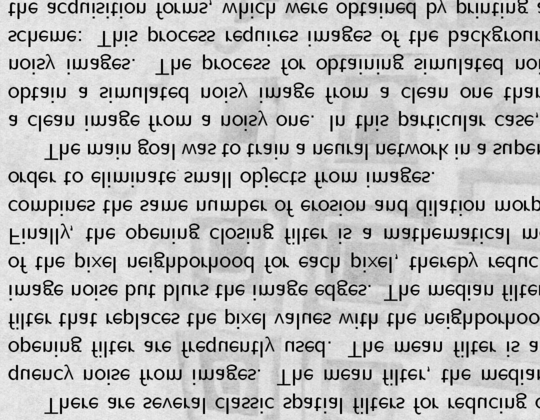 There are several classic spatial filters for reducing
quency noise from images. The mean filter, the median
opening filter are frequently used. The mean filter is a
filter that replaces the pixel values with the neighborhoo
image noise but blurs the image edges. The median filter
of the pixel neighborhood for each pixel, thereby reduc
Finally, the opening closing filter is a mathematical m
combines the same number of erosion and dilation morp
order to eliminate small objects from images.
The main goal was to train a neural network in a super
a clean image from a noisy one. In this particular case,
obtain a simulated noisy image from a clean one than
noisy images. The process for obtaining simulated noi
scheme: This process requires images of the backgroun
the acquisition forms, which were obtained by printing a